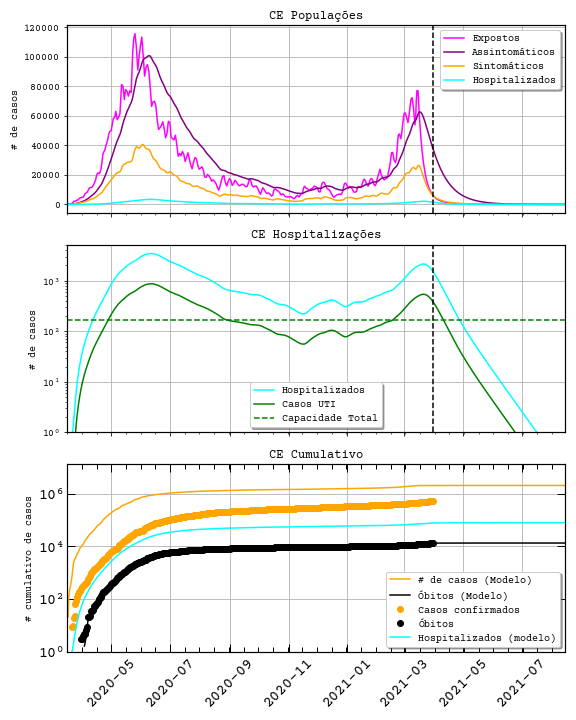 CE Populações
120000
100000
80000
60000
40000
20000
0
# de casos
Expostos
Assintomáticos
Sintomáticos
Hospitalizados
CE Hospitalizações
10³
10²
10¹
10⁰
# de casos
Hospitalizados
Casos UTI
Capacidade Total
CE Cumulativo
10⁶
10⁴
10²
10⁰
# cumulativo de casos
# de casos (Modelo)
Óbitos (Modelo)
Casos confirmados
Óbitos
Hospitalizados (modelo)
2020-05
2020-07
2020-09
2020-11
2021-01
2021-03
2021-05
2021-07